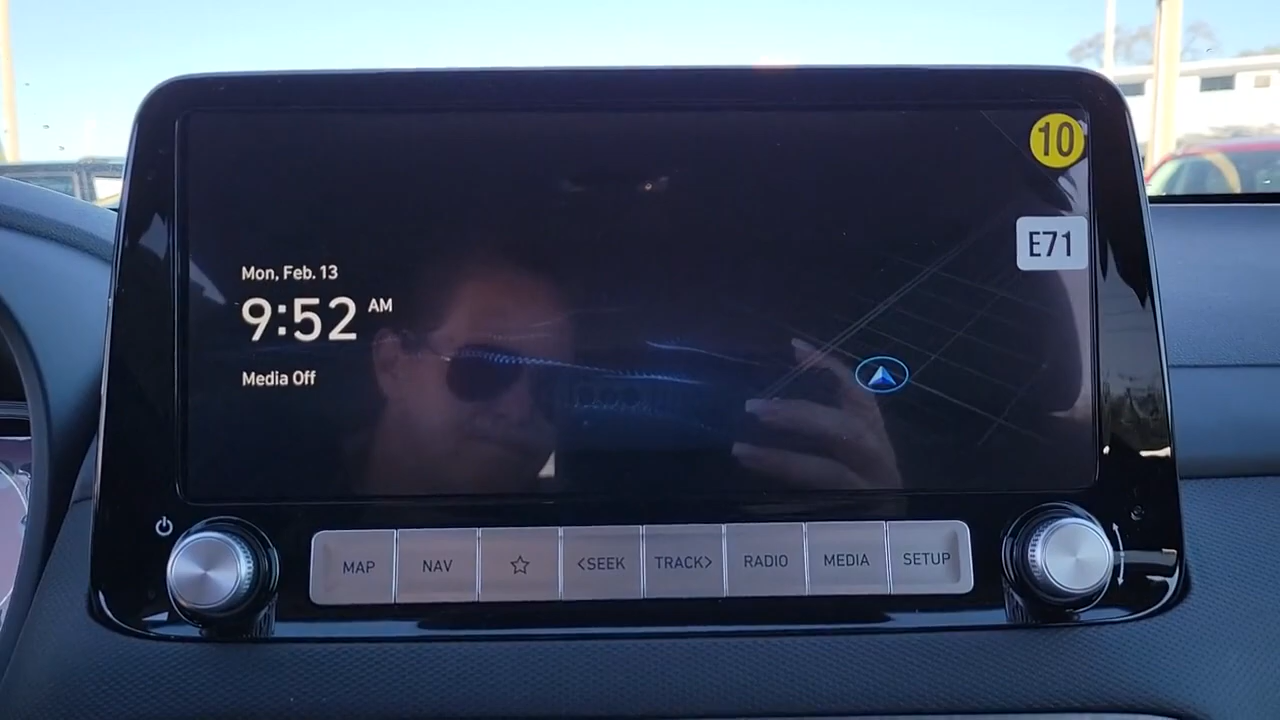 10
E71
Mon, Feb. 13
9:52 AM
Media Off
MAP NAV ☆ <SEEK TRACK> RADIO MEDIA SETUP